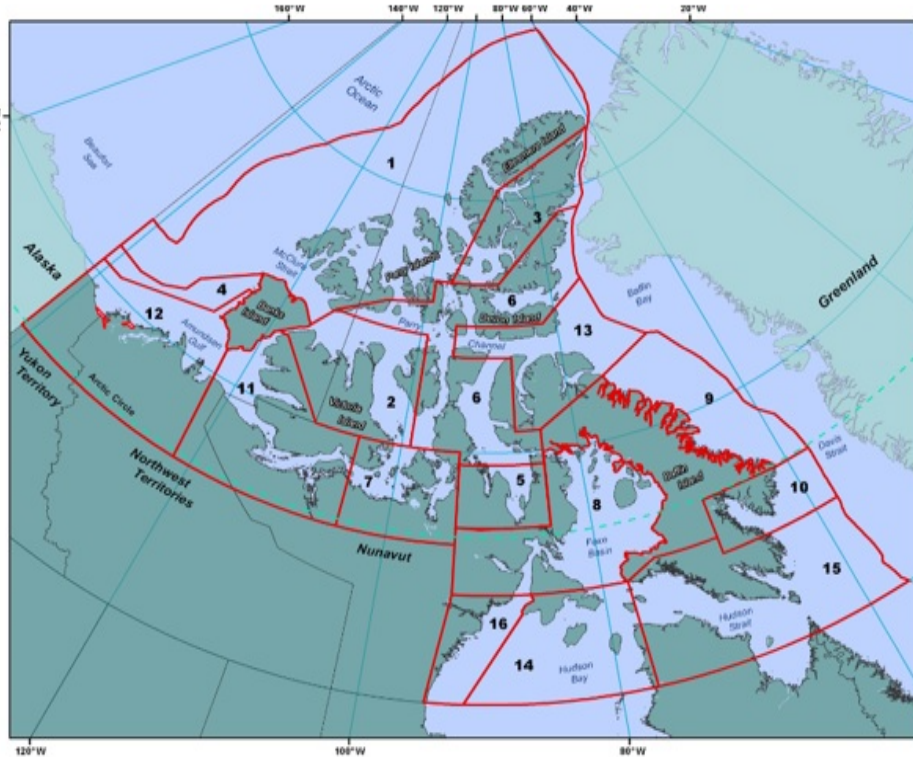 160°W
140°W
120°W
80°W
60°W
40°W
20°W
Arctic
Ocean
Beaufort
Sea
1
Ellesmere Island
3
Alaska
McClure
Strait
Parry Islands
Greenland
4
Banks
Island
6
Devon Island
Baffin
Bay
12
Amundsen
Gulf
Parry
Channel
13
Yukon
Territory
Arctic Circle
11
Victoria
Island
2
6
9
Northwest
Territories
7
5
8
Baffin
Island
10
Davis
Strait
Nunavut
Foxe
Basin
15
16
14
Hudson
Bay
Hudson
Strait
120°W
100°W
80°W